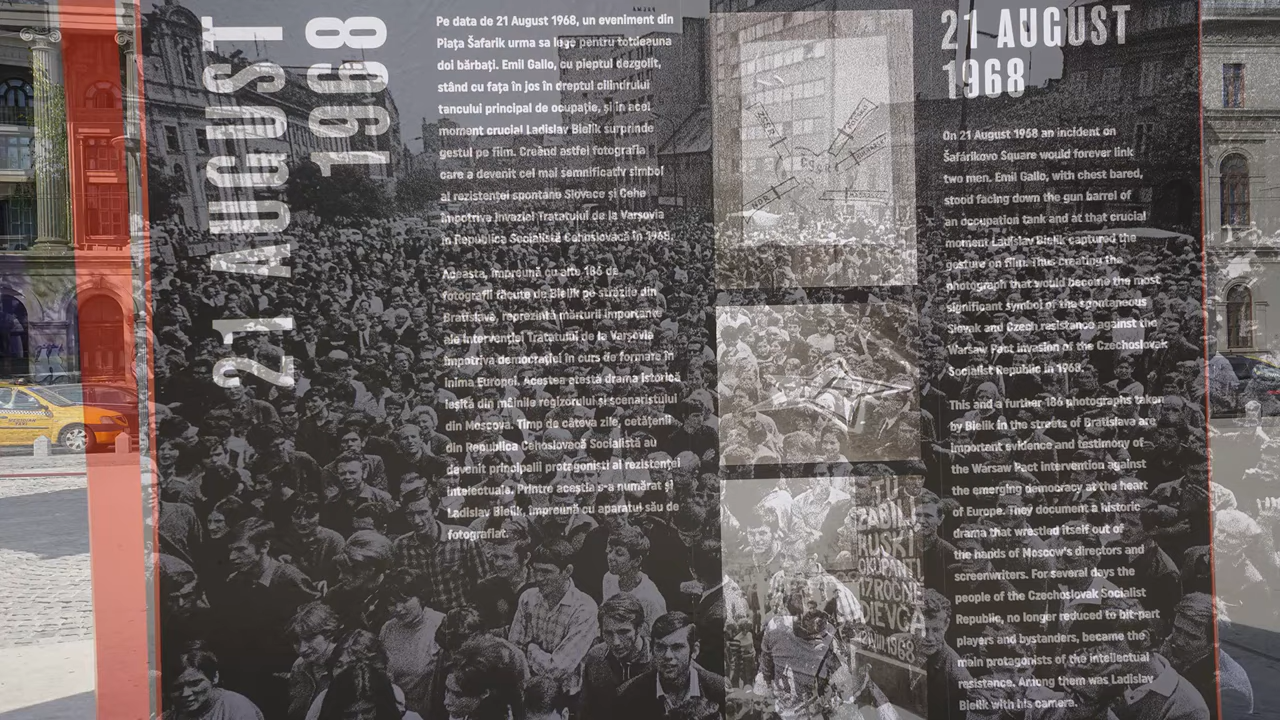 21 AUGUST
1968
Pe data de 21 August 1968, un eveniment din
Piața Šafarik urma sa lege pentru totdeauna
doi bărbați. Emil Gallo, cu pieptul dezgolit,
stând cu fața în jos în dreptul cilindrului
tancului principal de ocupație, și în acel
moment crucial Ladislav Bielik surprinde
gestul pe film. Creând astfel fotografia
care a devenit cel mai semnificativ simbol
al rezistenței spontane Slovace și Cehe
împotriva invaziei Tratatului de la Varșovia
în Republica Socialistă Cehoslovacă în 1968.
Aceasta, împreună cu alte 186 de
fotografii făcute de Bielik pe străzile din
Bratislava, reprezintă mărturii importante
ale intervenției Tratatului de la Varșovia
împotriva democrației în curs de formare în
inima Europei. Acestea atestă drama istorică
ieșită din mâinile regizorului și scenaristului
din Moscova. Timp de câteva zile, cetățenii
din Republica Cehoslovacă Socialistă au
devenit principalii protagoniști ai rezistenței
intelectuale. Printre aceștia s-a numărat și
Ladislav Bielik, împreună cu aparatul său de
fotografiat.
TU
ZABILI
RUSKÍ
OKUPANTI
17 ROČNÉ
DIEVČA
1968
21 AUGUST
1968
On 21 August 1968 an incident on
Šafárikovo Square would forever link
two men. Emil Gallo, with chest bared,
stood facing down the gun barrel of
an occupation tank and at that crucial
moment Ladislav Bielik captured the
gesture on film. Thus creating the
photograph that would become the most
significant symbol of the spontaneous
Slovak and Czech resistance against the
Warsaw Pact invasion of the Czechoslovak
Socialist Republic in 1968.
This and a further 186 photographs taken
by Bielik in the streets of Bratislava are
important evidence and testimony of
the Warsaw Pact intervention against
the emerging democracy at the heart
of Europe. They document a historic
drama that wrestled itself out of
the hands of Moscow's directors and
screenwriters. For several days the
people of the Czechoslovak Socialist
Republic, no longer reduced to bit-part
players and bystanders, became the
main protagonists of the intellectual
resistance. Among them was Ladislav
Bielik with his camera.